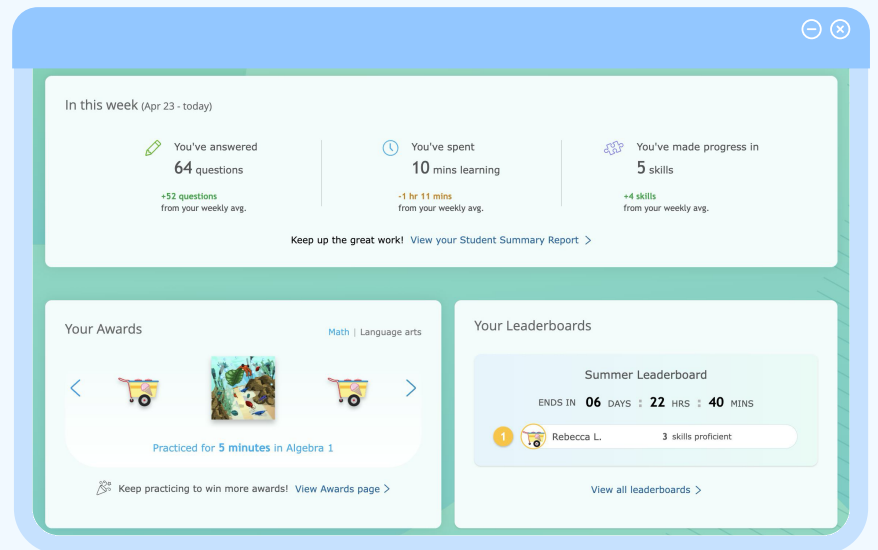 In this week (Apr 23 - today)
You've answered
64 questions
+52 questions
from your weekly avg.
You've spent
10 mins learning
-1 hr 11 mins
from your weekly avg.
You've made progress in
5 skills
+4 skills
from your weekly avg.
Keep up the great work! View your Student Summary Report >
Your Awards
Math | Language arts
Practiced for 5 minutes in Algebra 1
Keep practicing to win more awards! View Awards page >
Your Leaderboards
Summer Leaderboard
ENDS IN 06 DAYS : 22 HRS : 40 MINS
1 Rebecca L. 3 skills proficient
View all leaderboards >